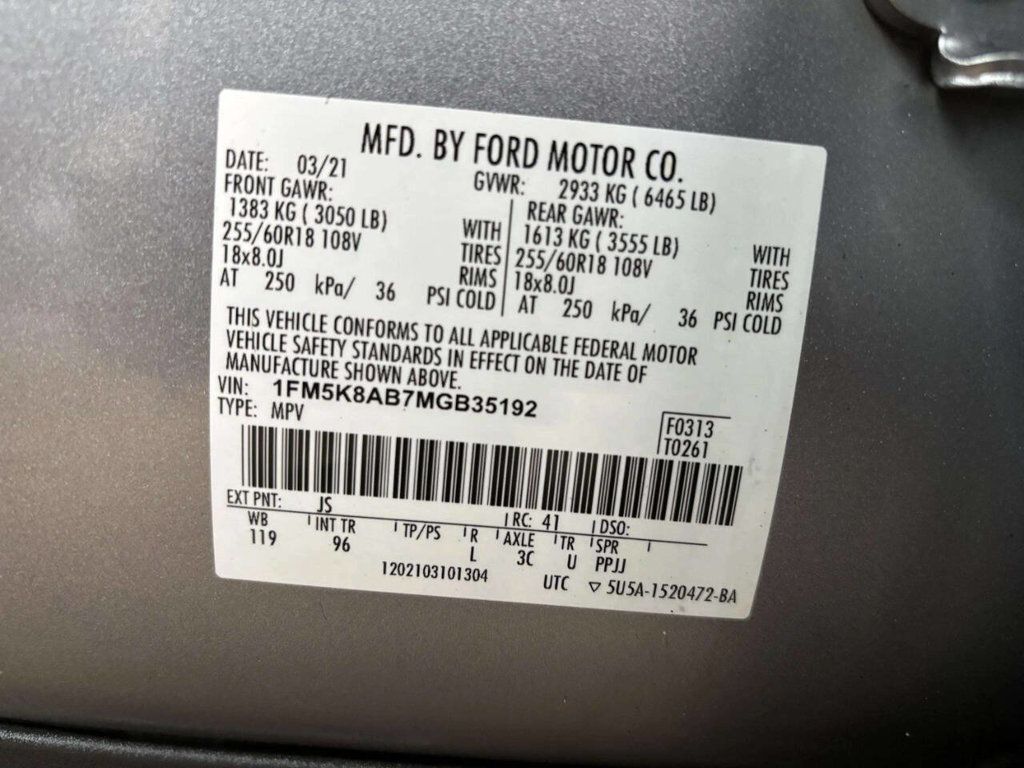 MFD. BY FORD MOTOR CO.
DATE: 03/21 GVWR: 2933 KG ( 6465 LB)
FRONT GAWR: REAR GAWR:
1383 KG ( 3050 LB) WITH 1613 KG ( 3555 LB) WITH
255/60R18 108V TIRES 255/60R18 108V TIRES
18x8.0J RIMS 18x8.0J RIMS
AT 250 kPa/ 36 PSI COLD AT 250 kPa/ 36 PSI COLD
THIS VEHICLE CONFORMS TO ALL APPLICABLE FEDERAL MOTOR
VEHICLE SAFETY STANDARDS IN EFFECT ON THE DATE OF
MANUFACTURE SHOWN ABOVE.
VIN: 1FM5K8AB7MGB35192
TYPE: MPV
F0313
T0261
EXT PNT: JS RC: 41 DSO:
WB INT TR TP/PS R AXLE TR SPR
119 96 L 3C U PPJJ
1202103101304 UTC ▽ 5U5A-1520472-BA